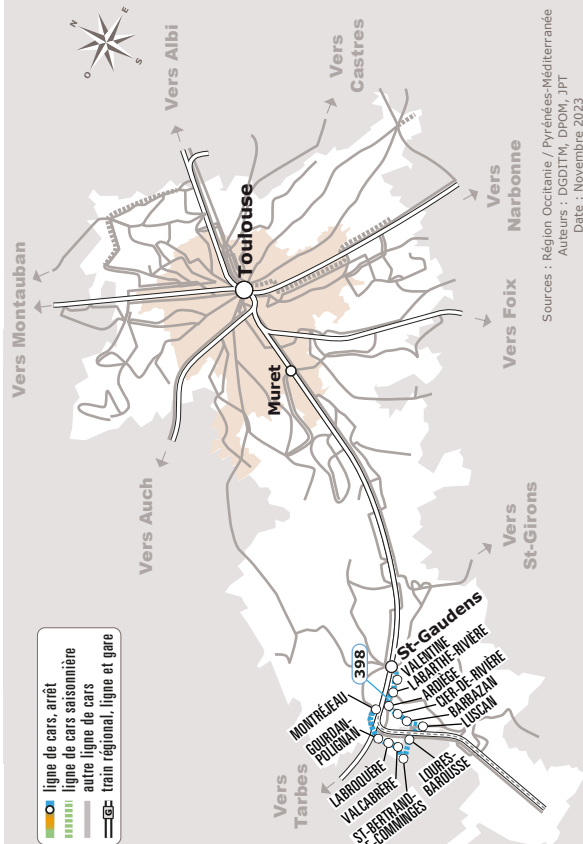 ligne de cars, arrêt
ligne de cars saisonnière
autre ligne de cars
train régional, ligne et gare
G
N
E
S
O
Vers Montauban
Vers Albi
Vers
Castres
Toulouse
Vers
Narbonne
Vers Auch
Muret
Vers Foix
Vers
St-Girons
Vers
Tarbes
398
St-Gaudens
VALENTINE
LABARTHE-RIVIÈRE
ARDIÈGE
CIER-DE-RIVIÈRE
BARBAZAN
LUSCAN
MONTRÉJEAU
GOURDAN-
POLIGNAN
LABROQUÈRE
VALCABRÈRE
ST-BERTRAND-
E-COMMINGES
LOURES-
BAROUSSE
Sources : Région Occitanie / Pyrénées-Méditerranée
Auteurs : DGDITM, DPOM, JPT
Date : Novembre 2023